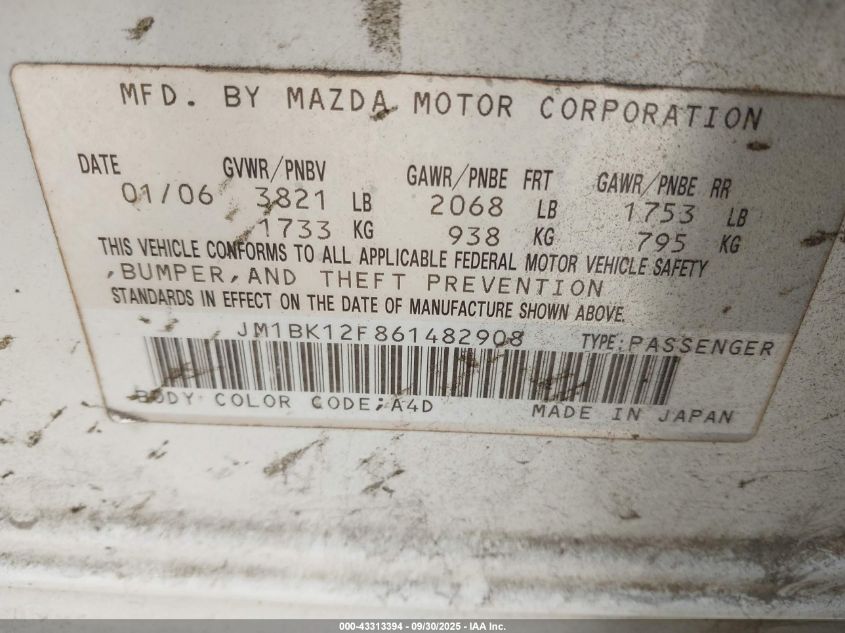 MFD. BY MAZDA MOTOR CORPORATION
DATE GVWR/PNBV GAWR/PNBE FRT GAWR/PNBE RR
01/06 3821 LB 2068 LB 1753 LB
1733 KG 938 KG 795 KG
THIS VEHICLE CONFORMS TO ALL APPLICABLE FEDERAL MOTOR VEHICLE SAFETY
,BUMPER,AND THEFT PREVENTION
STANDARDS IN EFFECT ON THE DATE OF MANUFACTURE SHOWN ABOVE.
JM1BK12F861482908 TYPE:PASSENGER
BODY COLOR CODE;A4D MADE IN JAPAN
000-43313394 - 09/30/2025 - IAA Inc.